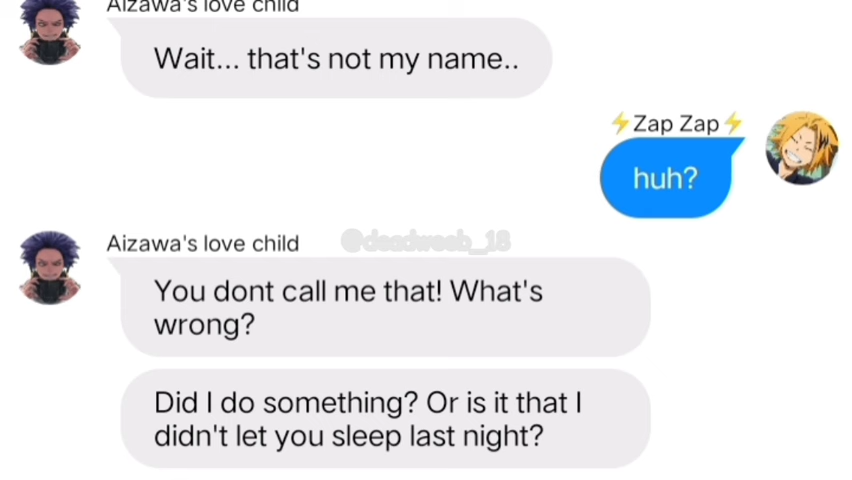 Aizawa's love child
Wait... that's not my name..
⚡Zap Zap⚡
huh?
Aizawa's love child
@deadweeb_18
You dont call me that! What's
wrong?
Did I do something? Or is it that I
didn't let you sleep last night?